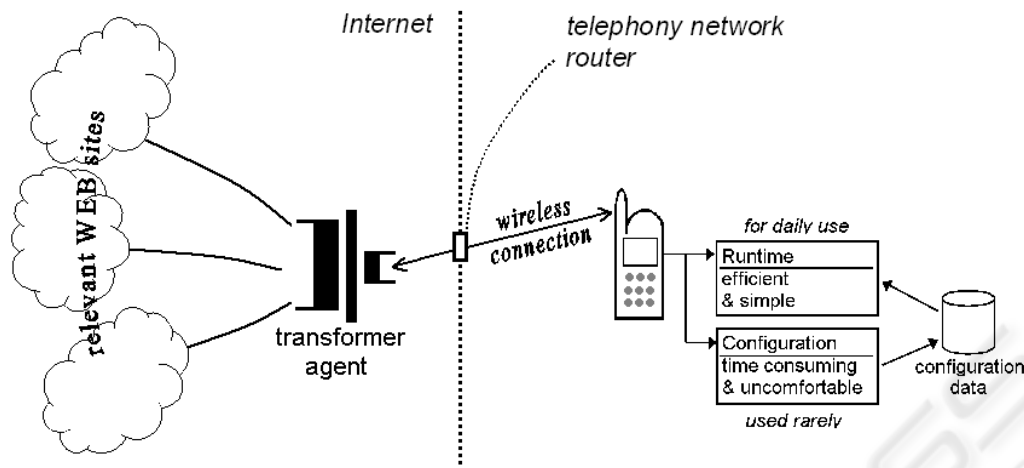 Internet
telephony network
router
relevant WEB sites
transformer
agent
wireless
connection
for daily use
Runtime
efficient
& simple
Configuration
time consuming
& uncomfortable
used rarely
configuration
data